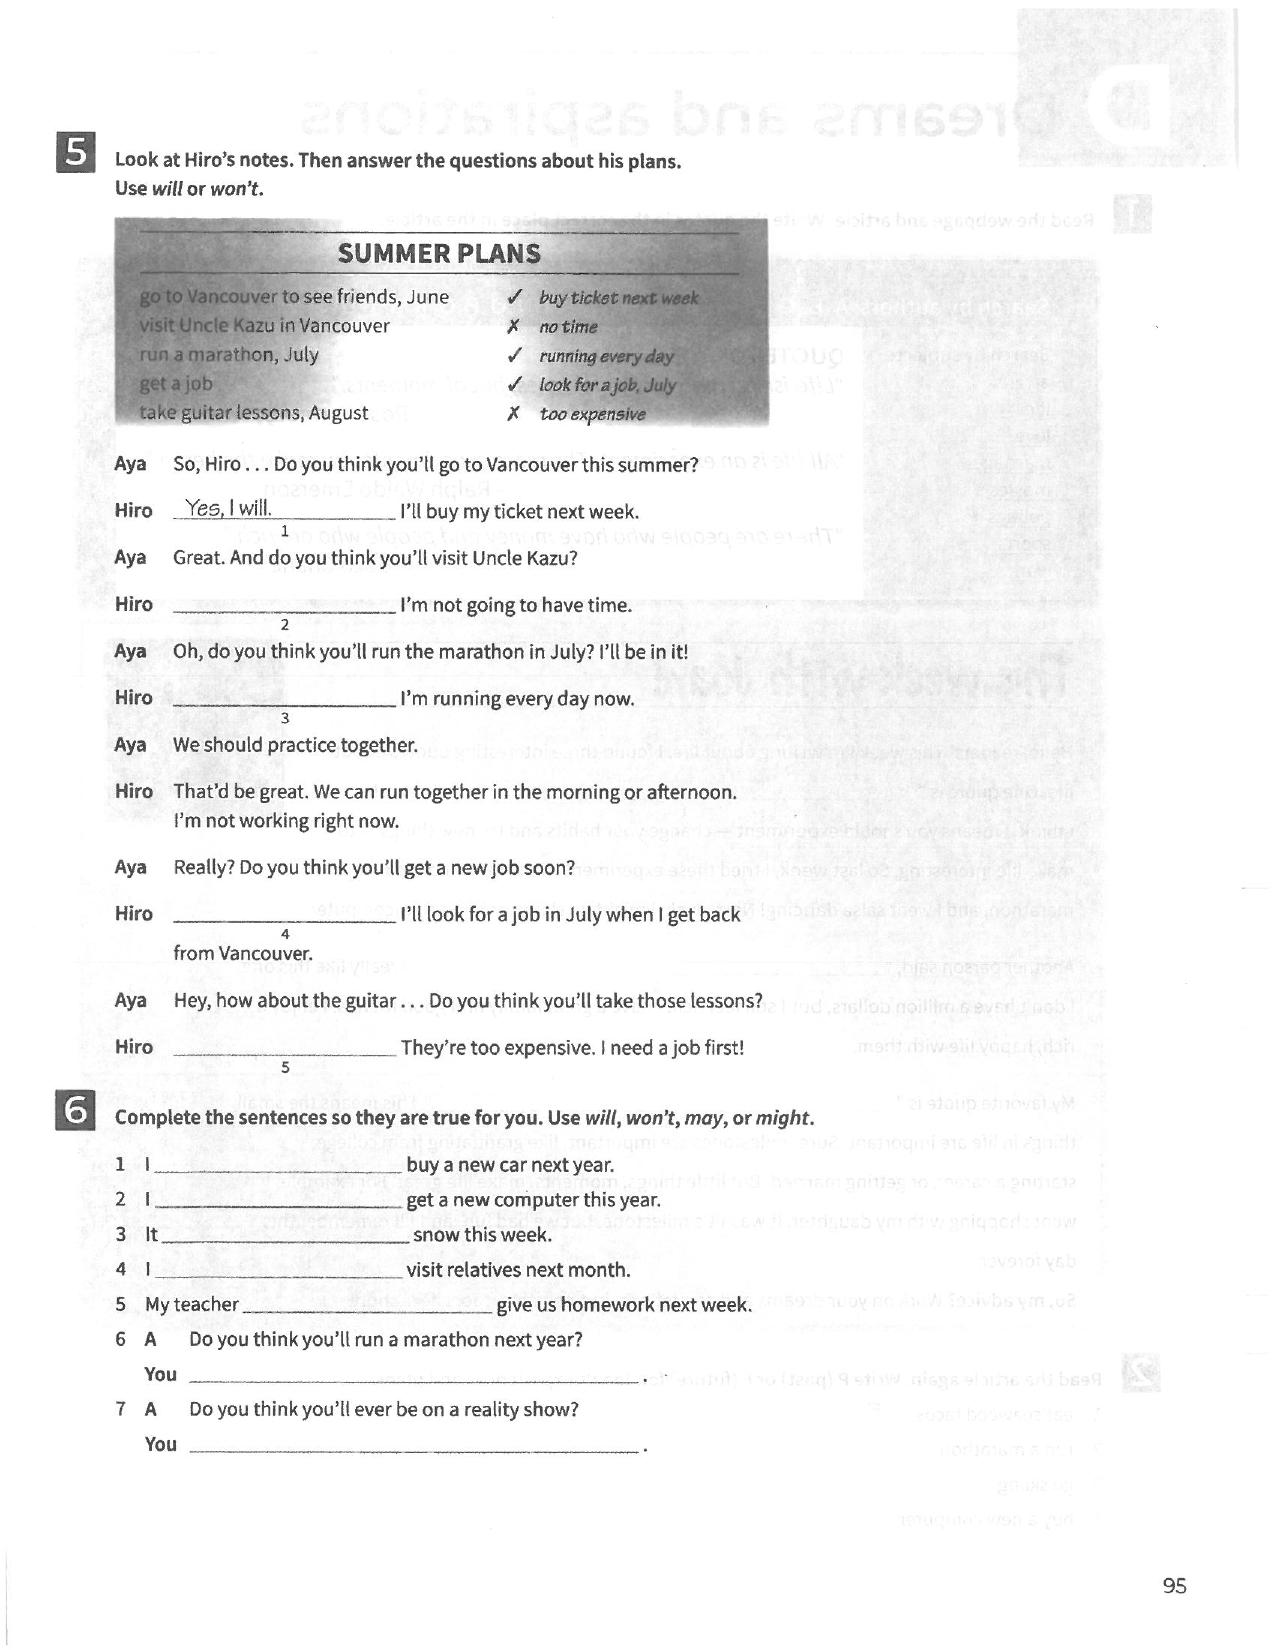 5 Look at Hiro's notes. Then answer the questions about his plans.
Use will or won't.
SUMMER PLANS
go to Vancouver to see friends, June ✓ buy ticket next week
visit Uncle Kazu in Vancouver ✗ no time
run a marathon, July ✓ running every day
get a job ✓ look for a job, July
take guitar lessons, August ✗ too expensive
Aya So, Hiro . . . Do you think you'll go to Vancouver this summer?
Hiro Yes, I will. I'll buy my ticket next week.
1
Aya Great. And do you think you'll visit Uncle Kazu?
Hiro ____________ I'm not going to have time.
2
Aya Oh, do you think you'll run the marathon in July? I'll be in it!
Hiro ____________ I'm running every day now.
3
Aya We should practice together.
Hiro That'd be great. We can run together in the morning or afternoon.
I'm not working right now.
Aya Really? Do you think you'll get a new job soon?
Hiro ____________ I'll look for a job in July when I get back
4
from Vancouver.
Aya Hey, how about the guitar . . . Do you think you'll take those lessons?
Hiro ____________ They're too expensive. I need a job first!
5
6 Complete the sentences so they are true for you. Use will, won't, may, or might.
1 I ____________ buy a new car next year.
2 I ____________ get a new computer this year.
3 It ____________ snow this week.
4 I ____________ visit relatives next month.
5 My teacher ____________ give us homework next week.
6 A Do you think you'll run a marathon next year?
You ____________ .
7 A Do you think you'll ever be on a reality show?
You ____________ .
95